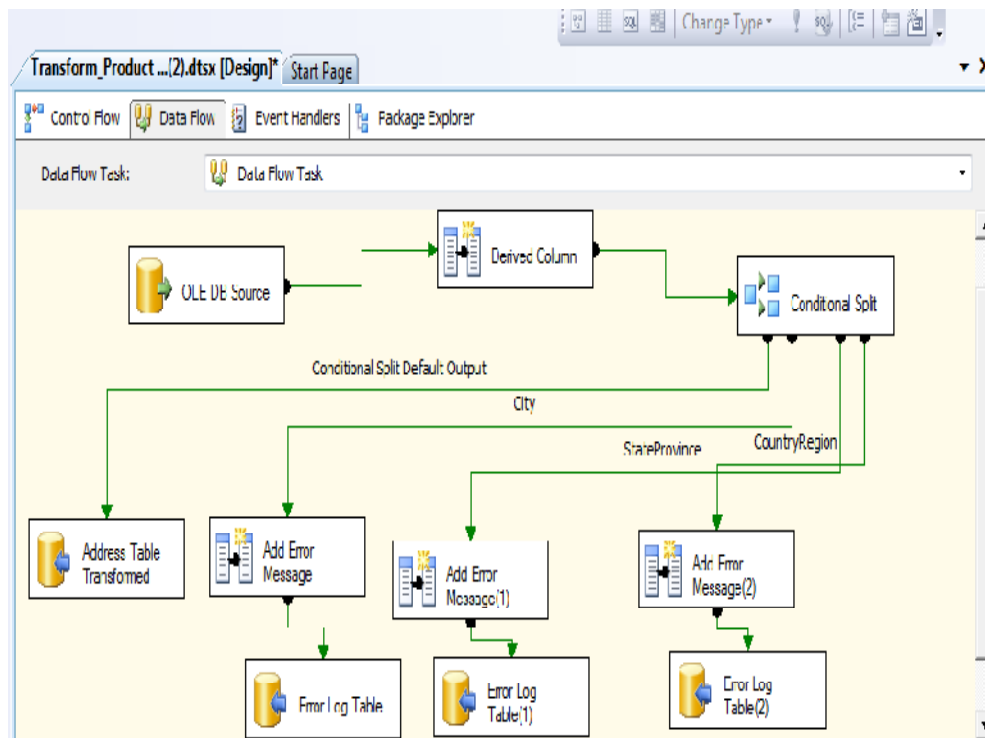 Change Type
Transform_Product ...(2).dtsx [Design]*
Start Page
Control Flow
Data Flow
Event Handlers
Package Explorer
Data Flow Task:
Data Flow Task
Derived Column
OLE DB Source
Conditional Split
Conditional Split Default Output
City
StateProvince
CountryRegion
Address Table
Transformed
Add Error
Message
Add Error
Message(1)
Add Error
Message(2)
Error Log Table
Error Log
Table(1)
Error Log
Table(2)